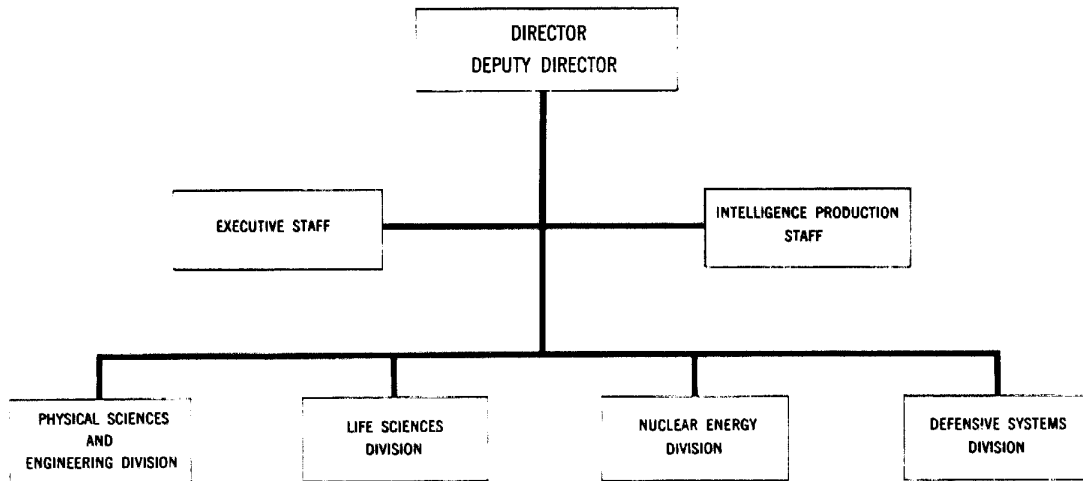 DIRECTOR
DEPUTY DIRECTOR
EXECUTIVE STAFF
INTELLIGENCE PRODUCTION
STAFF
PHYSICAL SCIENCES
AND
ENGINEERING DIVISION
LIFE SCIENCES
DIVISION
NUCLEAR ENERGY
DIVISION
DEFENSIVE SYSTEMS
DIVISION